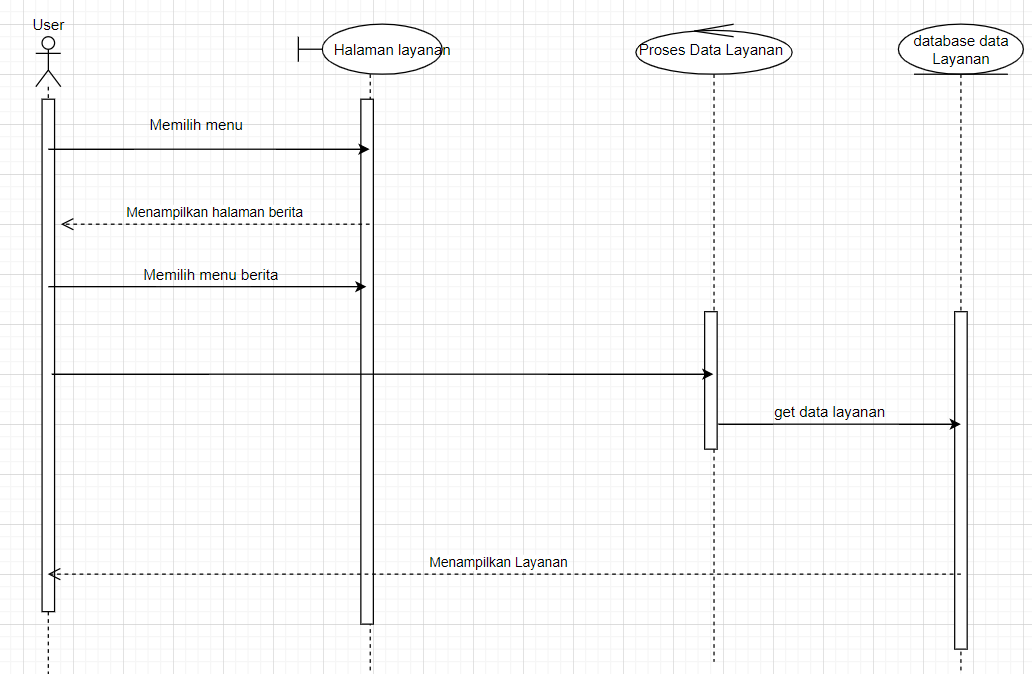 User
Halaman layanan
Proses Data Layanan
database data
Layanan
Memilih menu
Menampilkan halaman berita
Memilih menu berita
get data layanan
Menampilkan Layanan